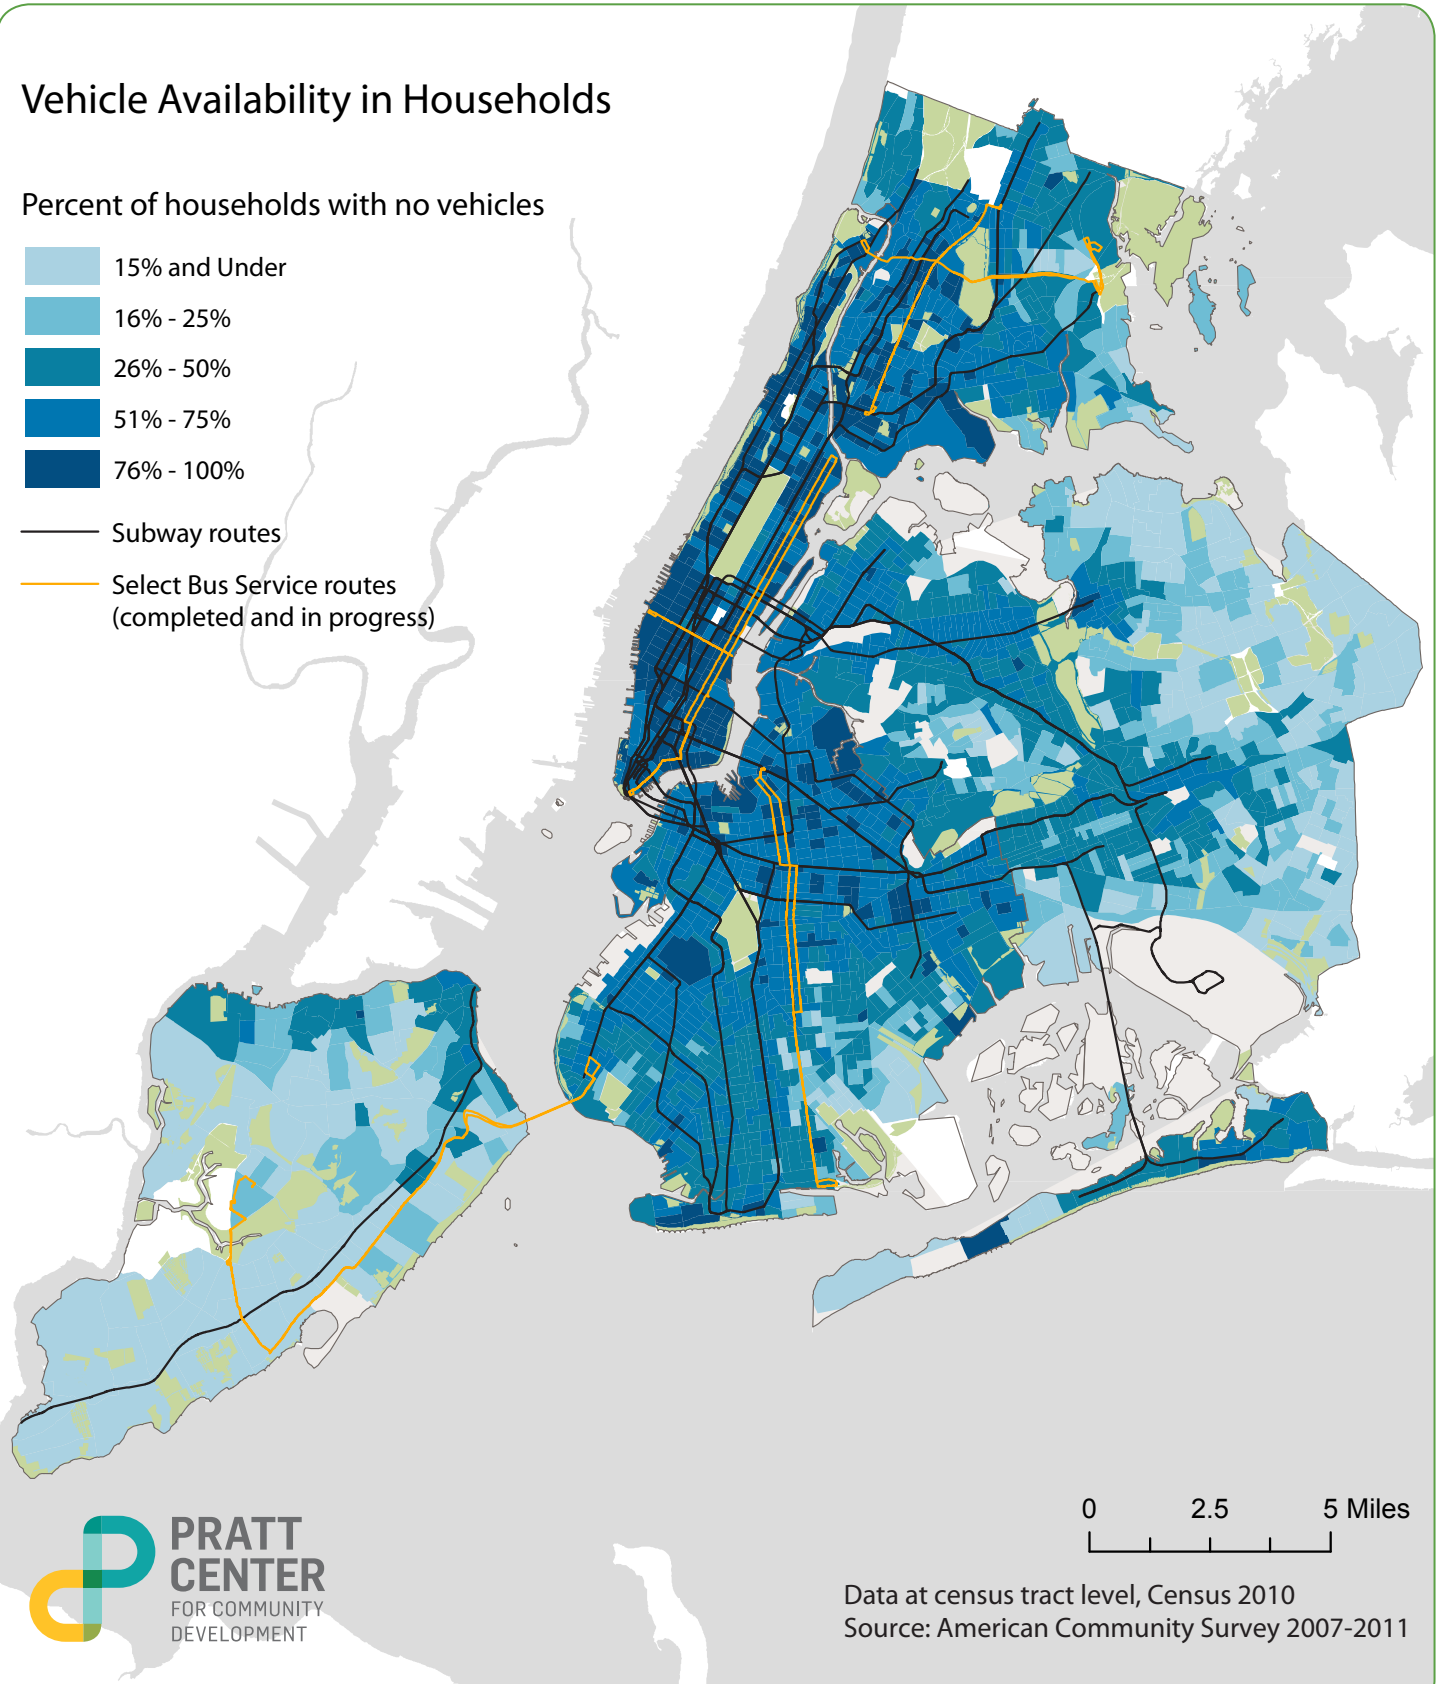 Vehicle Availability in Households
Percent of households with no vehicles
15% and Under
16% - 25%
26% - 50%
51% - 75%
76% - 100%
Subway routes
Select Bus Service routes
(completed and in progress)
0 2.5 5 Miles
PRATT
CENTER
FOR COMMUNITY
DEVELOPMENT
Data at census tract level, Census 2010
Source: American Community Survey 2007-2011